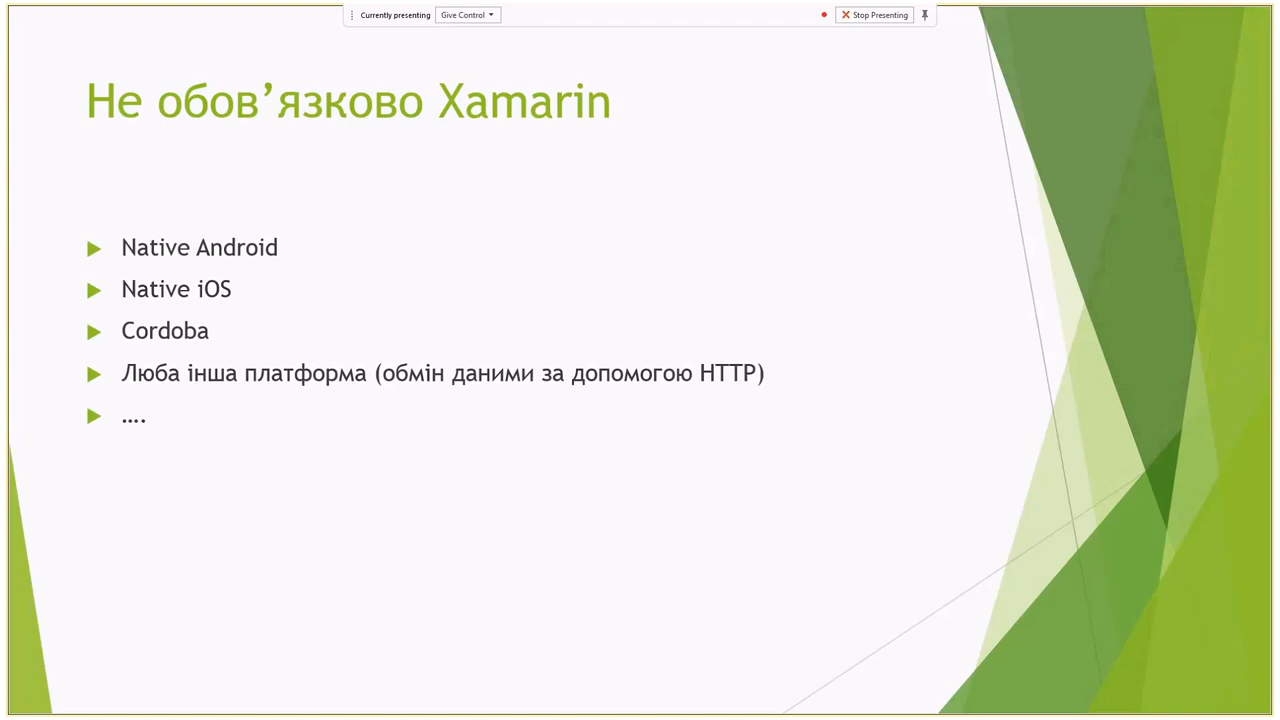 Currently presenting Give Control Stop Presenting
Не обов’язково Xamarin
Native Android
Native iOS
Cordoba
Люба інша платформа (обмін даними за допомогою HTTP)
….